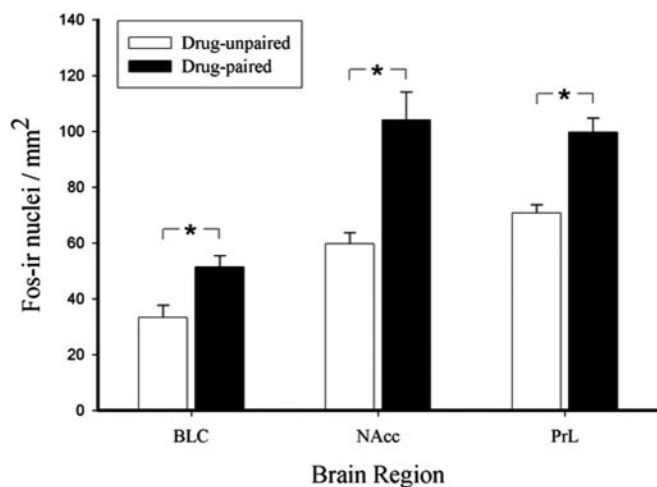 Drug-unpaired
Drug-paired
*
*
*
140
120
100
80
60
40
20
0
Fos-ir nuclei / mm²
BLC NAcc PrL
Brain Region